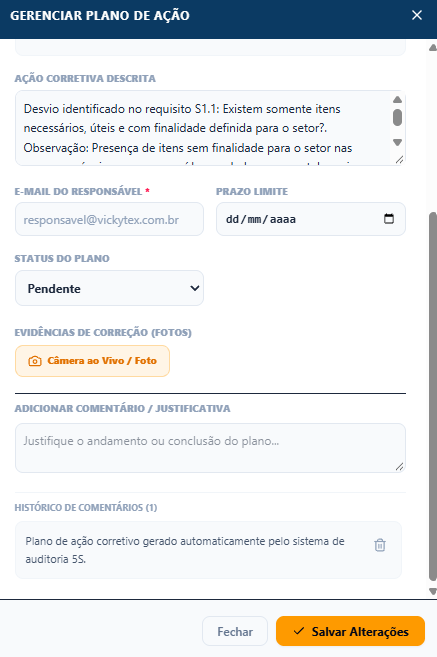 GERENCIAR PLANO DE AÇÃO
AÇÃO CORRETIVA DESCRITA
Desvio identificado no requisito S1.1: Existem somente itens
necessários, úteis e com finalidade definida para o setor?.
Observação: Presença de itens sem finalidade para o setor nas
E-MAIL DO RESPONSÁVEL *
PRAZO LIMITE
responsavel@vickytex.com.br
dd/mm/aaaa
STATUS DO PLANO
Pendente
EVIDÊNCIAS DE CORREÇÃO (FOTOS)
Câmera ao Vivo / Foto
ADICIONAR COMENTÁRIO / JUSTIFICATIVA
Justifique o andamento ou conclusão do plano...
HISTÓRICO DE COMENTÁRIOS (1)
Plano de ação corretivo gerado automaticamente pelo sistema de
auditoria 5S.
Fechar
Salvar Alterações